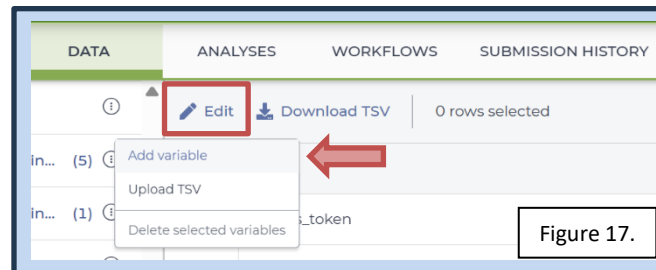 DATA ANALYSES WORKFLOWS SUBMISSION HISTORY
Edit Download TSV 0 rows selected
in... (5) Add variable
Upload TSV
in... (1)
Delete selected variables s_token
Figure 17.